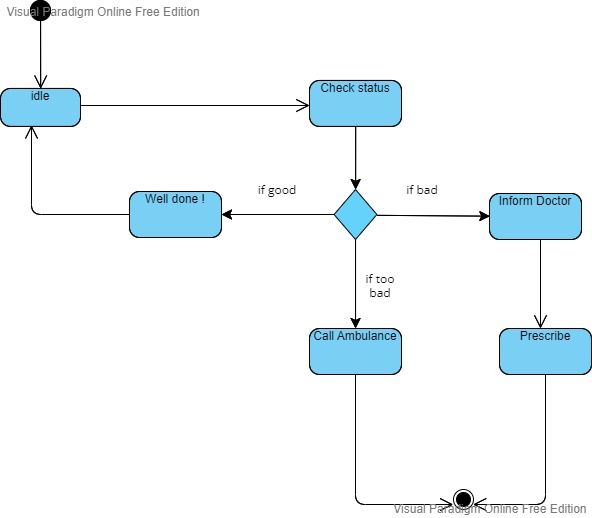 Visual Paradigm Online Free Edition
idle
Check status
if good
if bad
Well done !
Inform Doctor
if too
bad
Call Ambulance
Prescribe
Visual Paradigm Online Free Edition